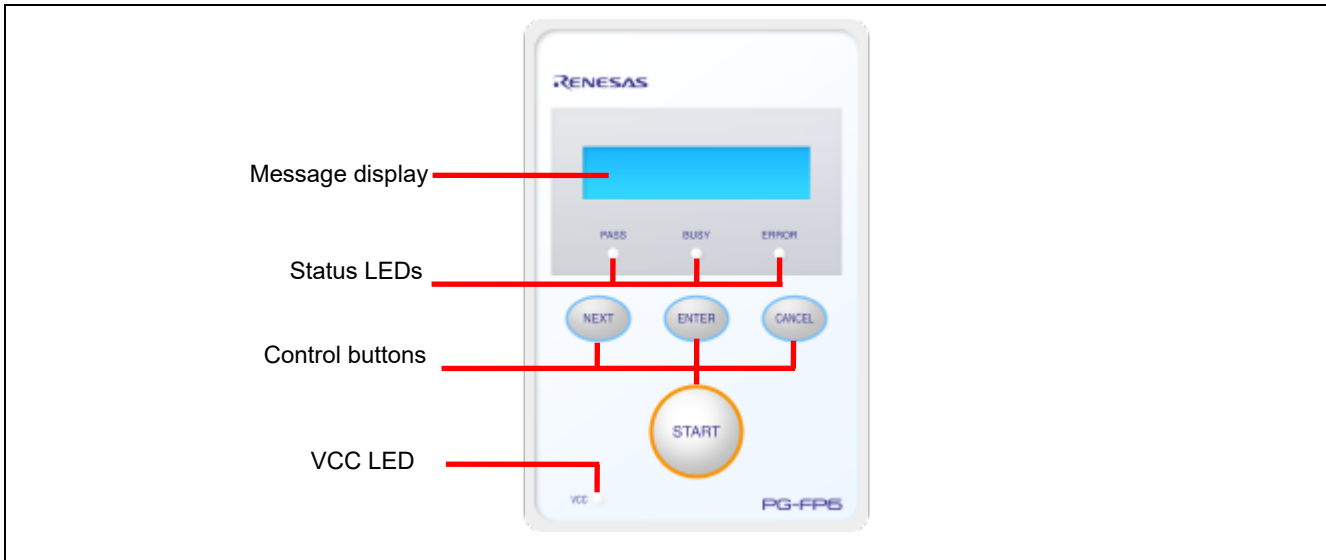 RENESAS
Message display
PASS BUSY ERROR
Status LEDs
NEXT ENTER CANCEL
Control buttons
START
VCC LED
VCC
PG-FP6